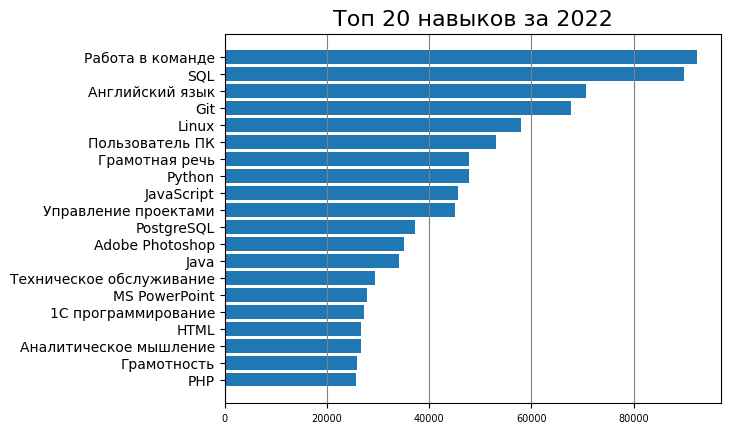 Топ 20 навыков за 2022
Работа в команде
SQL
Английский язык
Git
Linux
Пользователь ПК
Грамотная речь
Python
JavaScript
Управление проектами
PostgreSQL
Adobe Photoshop
Java
Техническое обслуживание
MS PowerPoint
1С программирование
HTML
Аналитическое мышление
Грамотность
PHP
0 20000 40000 60000 80000